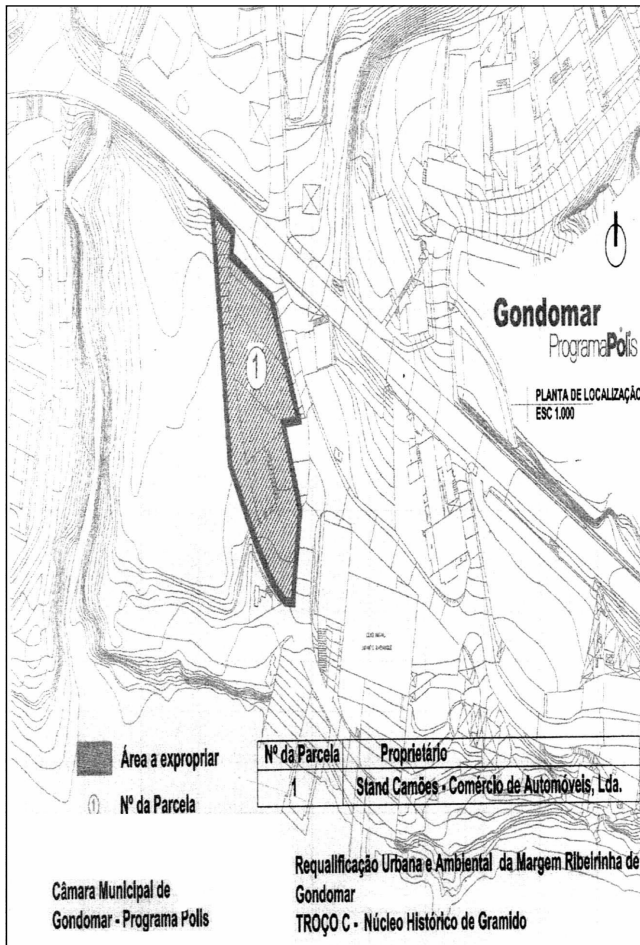 1
Gondomar
ProgramaPólis
PLANTA DE LOCALIZAÇÃO
ESC 1.000
Área a expropriar
Nº da Parcela Proprietário
1 Stand Camões - Comércio de Automóveis, Lda.
1 Nº da Parcela
Câmara Municipal de
Gondomar - Programa Polis
Requalificação Urbana e Ambiental da Margem Ribeirinha de
Gondomar
TROÇO C - Núcleo Histórico de Gramido